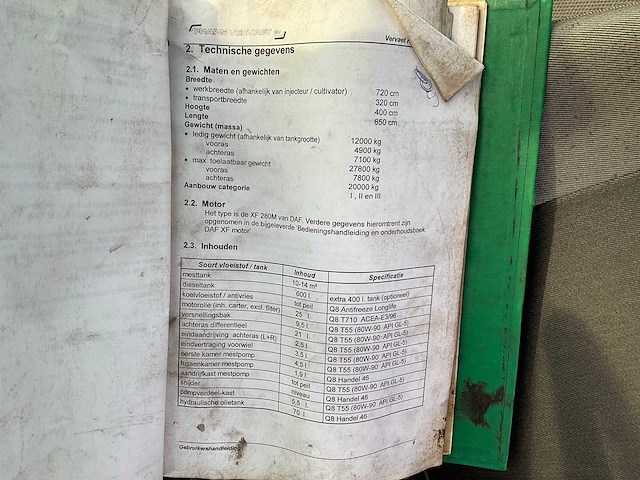 FRANS VERVAET BV
Vervaet
2. Technische gegevens
2.1. Maten en gewichten
Breedte
• werkbreedte (afhankelijk van injecteur / cultivator) 720 cm
• transportbreedte 320 cm
Hoogte 400 cm
Lengte 650 cm
Gewicht (massa)
• ledig gewicht (afhankelijk van tankgrootte) 12000 kg
vooras 4900 kg
achteras 7100 kg
• max. toelaatbaar gewicht 27800 kg
vooras 7800 kg
achteras 20000 kg
Aanbouw categorie I, II en III
2.2. Motor
Het type is de XF 280M van DAF. Verdere gegevens hieromtrent zijn
opgenomen in de bijgeleverde 'Bedieningshandleiding en onderhoudsboek
DAF XF motor'
2.3. Inhouden
Soort vloeistof / tank Inhoud Specificatie
mesttank 10-14 m³
dieseltank 600 l. extra 400 l. tank (optioneel)
koelvloeistof / antivries tot peil Q8 Antifreeze Longlife
motorolie (inh. carter, excl. filter) 25 l. Q8 T710 ACEA-E3/96
versnellingsbak 9,5 l. Q8 T55 (80W-90 API GL-5)
achteras differentieel 21 l. Q8 T55 (80W-90 API GL-5)
eindaandrijving achteras (L+R) 2,5 l. Q8 T55 (80W-90 API GL-5)
eindvertraging voorwiel 3,5 l. Q8 T55 (80W-90 API GL-5)
eerste kamer mestpomp 4,5 l. Q8 Handel 46
tussenkamer mestpomp 1,9 l. Q8 T55 (80W-90 API GL-5)
aandrijfkast mestpomp tot peil Q8 Handel 46
snijder niveau Q8 T55 (80W-90 API GL-5)
pompverdeel-kast 5,5 l. Q8 Handel 46
hydraulische olietank 70 l.
Gebruikershandleiding